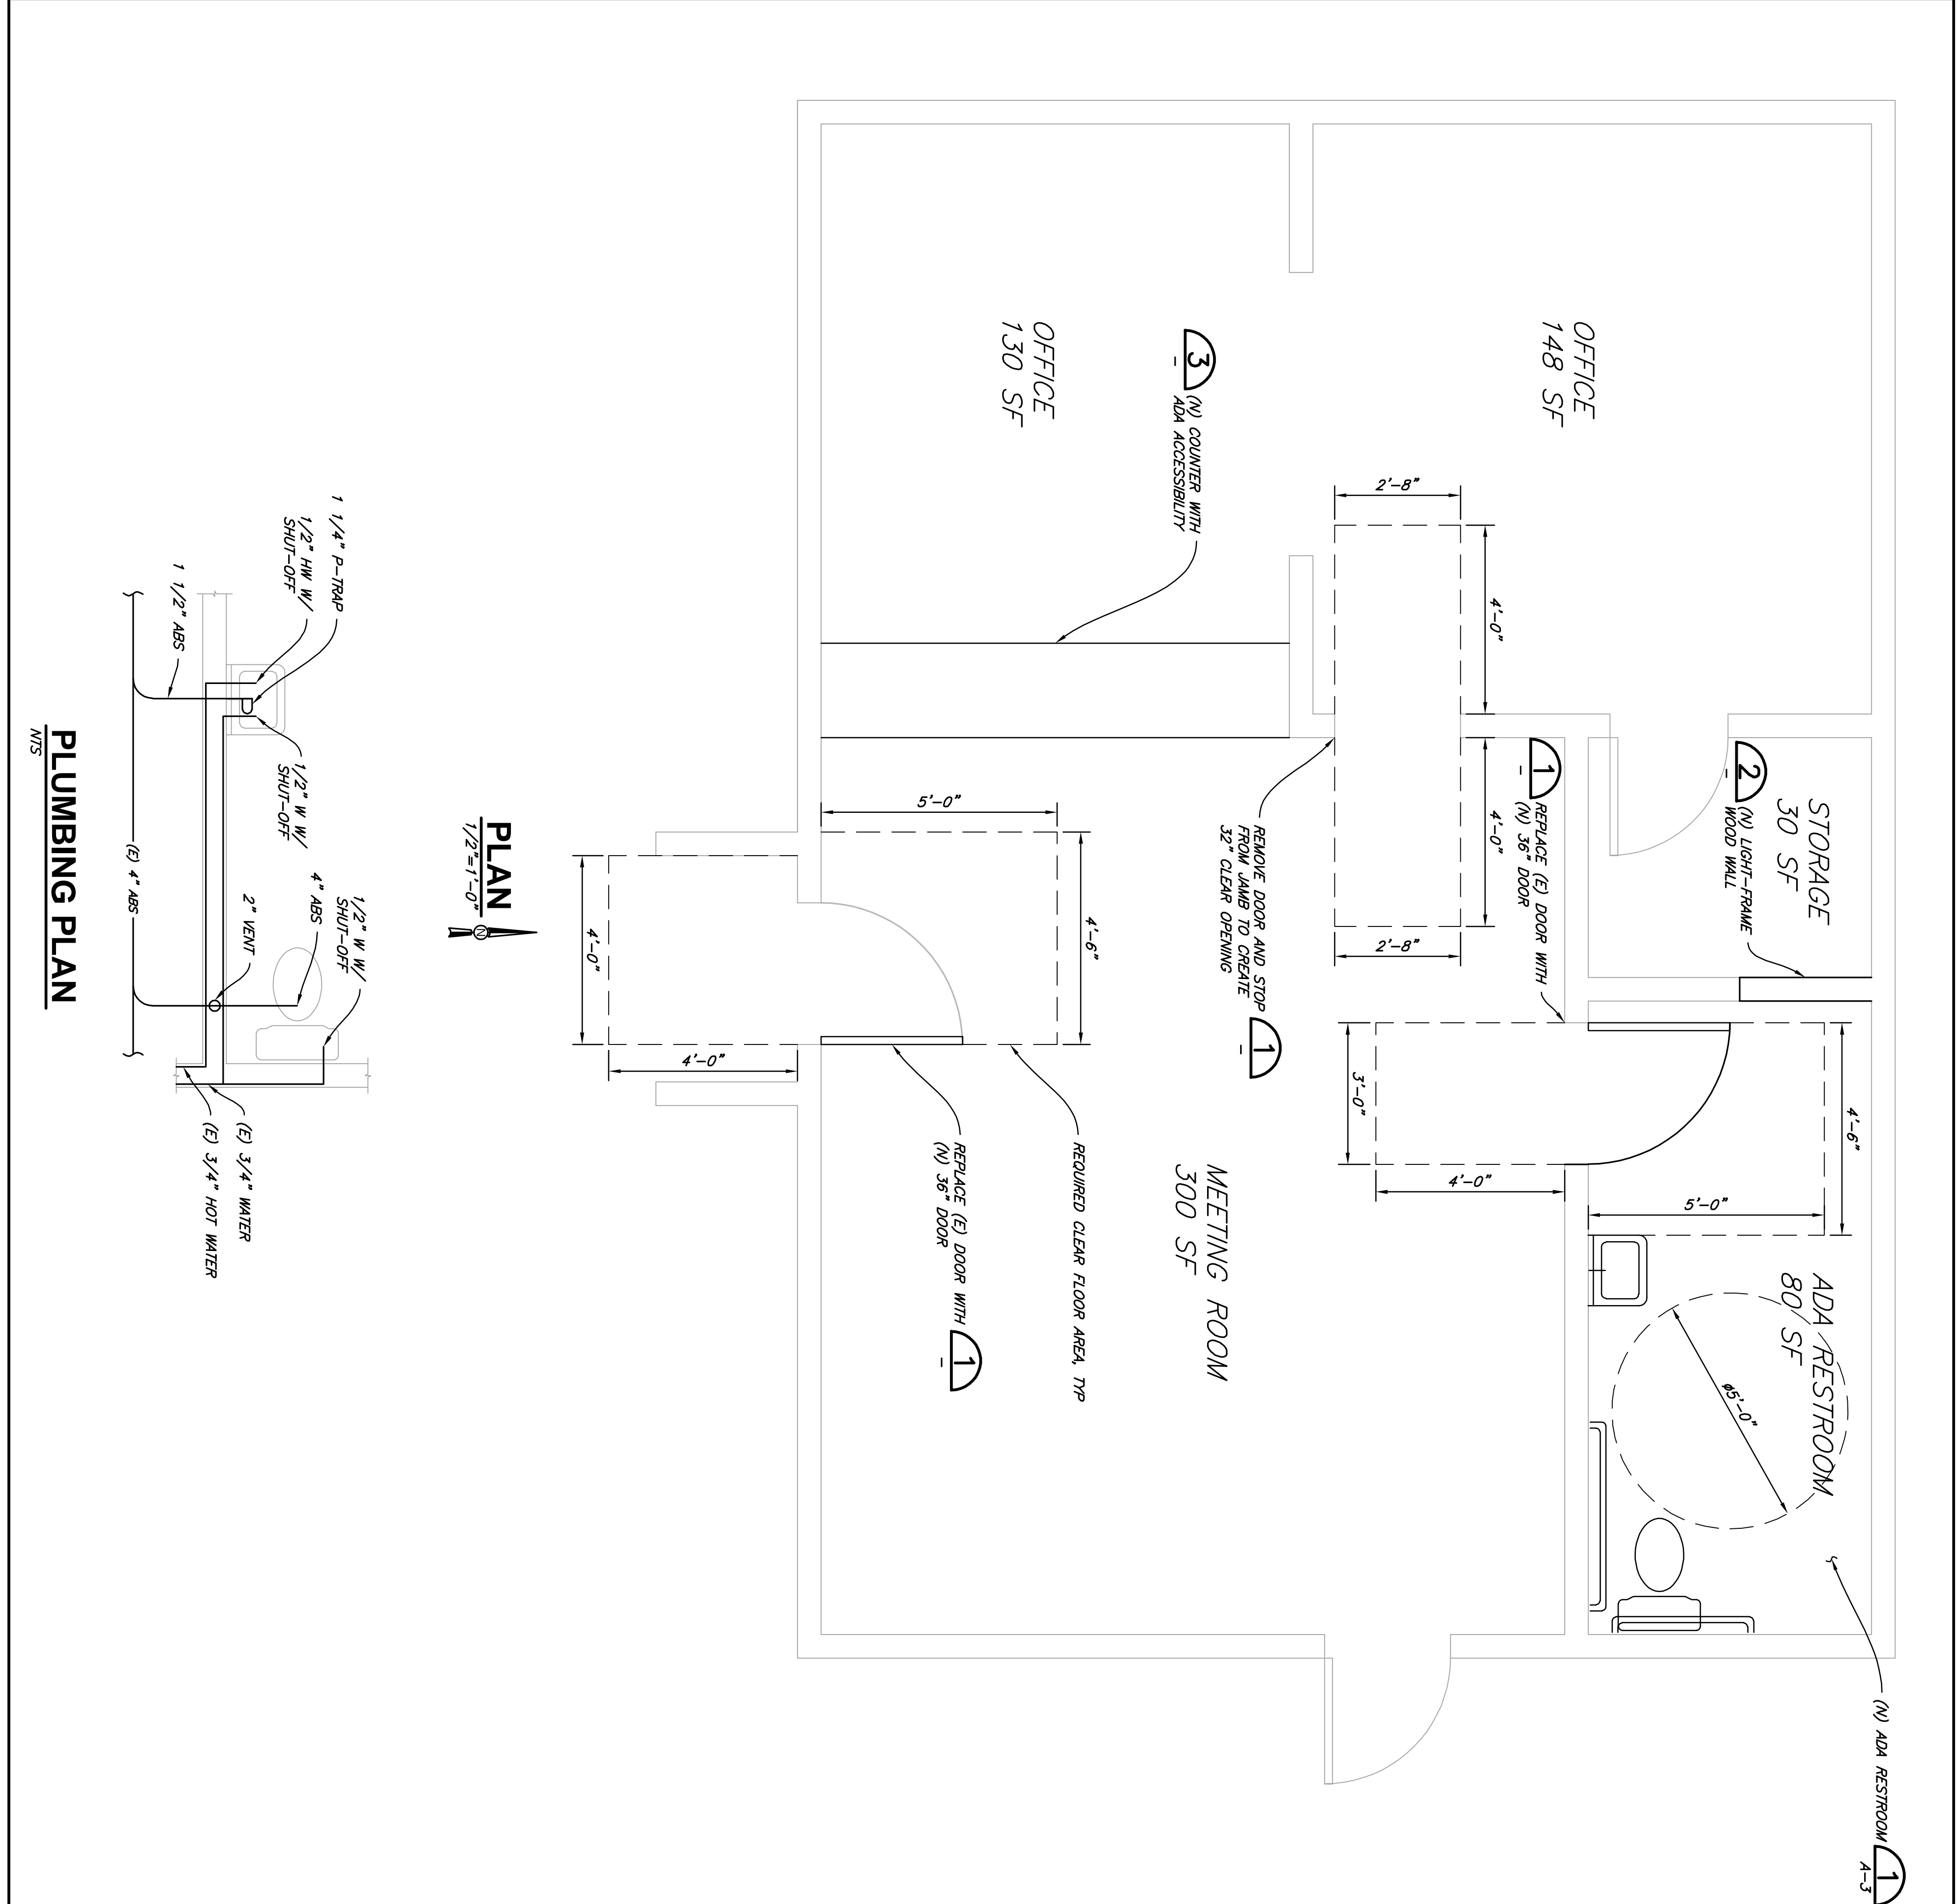 OFFICE
148 SF
OFFICE
130 SF
3
-
(N) COUNTER WITH
ADA ACCESSIBILITY
2'-8"
4'-0"
4'-0"
2'-8"
STORAGE
30 SF
2
-
(N) LIGHT-FRAME
WOOD WALL
1
-
REPLACE (E) DOOR WITH
(N) 36" DOOR
REMOVE DOOR AND STOP
FROM JAMB TO CREATE
32" CLEAR OPENING
1
-
5'-0"
4'-6"
4'-0"
4'-0"
3'-0"
4'-0"
4'-6"
5'-0"
ADA RESTROOM
80 SF
ø5'-0"
(N) ADA RESTROOM
1
A-3
MEETING ROOM
300 SF
REQUIRED CLEAR FLOOR AREA, TYP
REPLACE (E) DOOR WITH
(N) 36" DOOR
1
-
PLAN
1/2"=1'-0"
N
1 1/4" P-TRAP
1/2" HW W/
SHUT-OFF
1 1/2" ABS
1/2" W W/
SHUT-OFF
1/2" W W/
SHUT-OFF
4" ABS
2" VENT
(E) 4" ABS
(E) 3/4" WATER
(E) 3/4" HOT WATER
PLUMBING PLAN
NTS